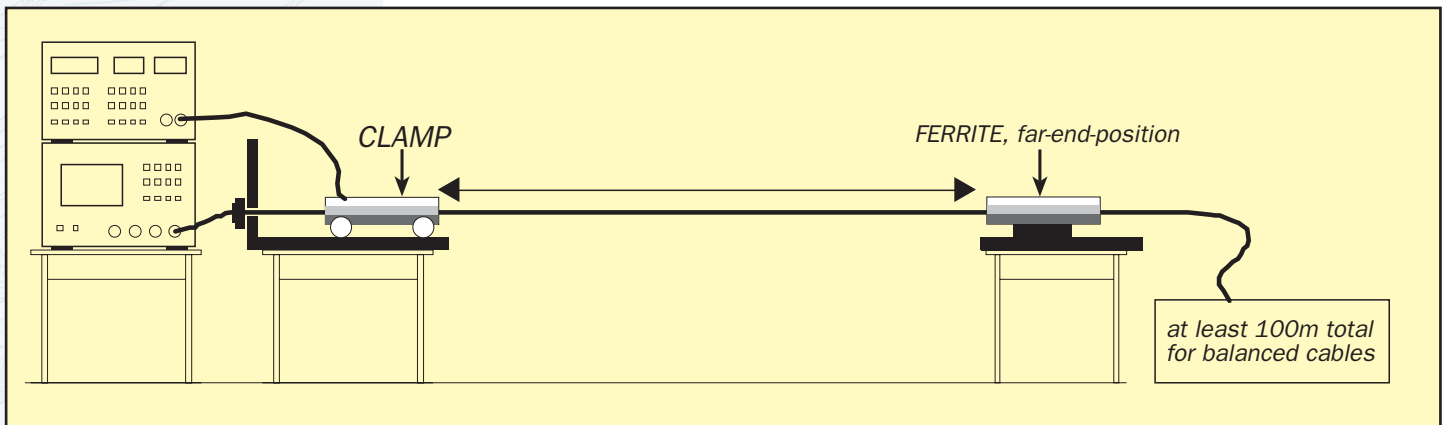 CLAMP
FERRITE, far-end-position
at least 100m total
for balanced cables